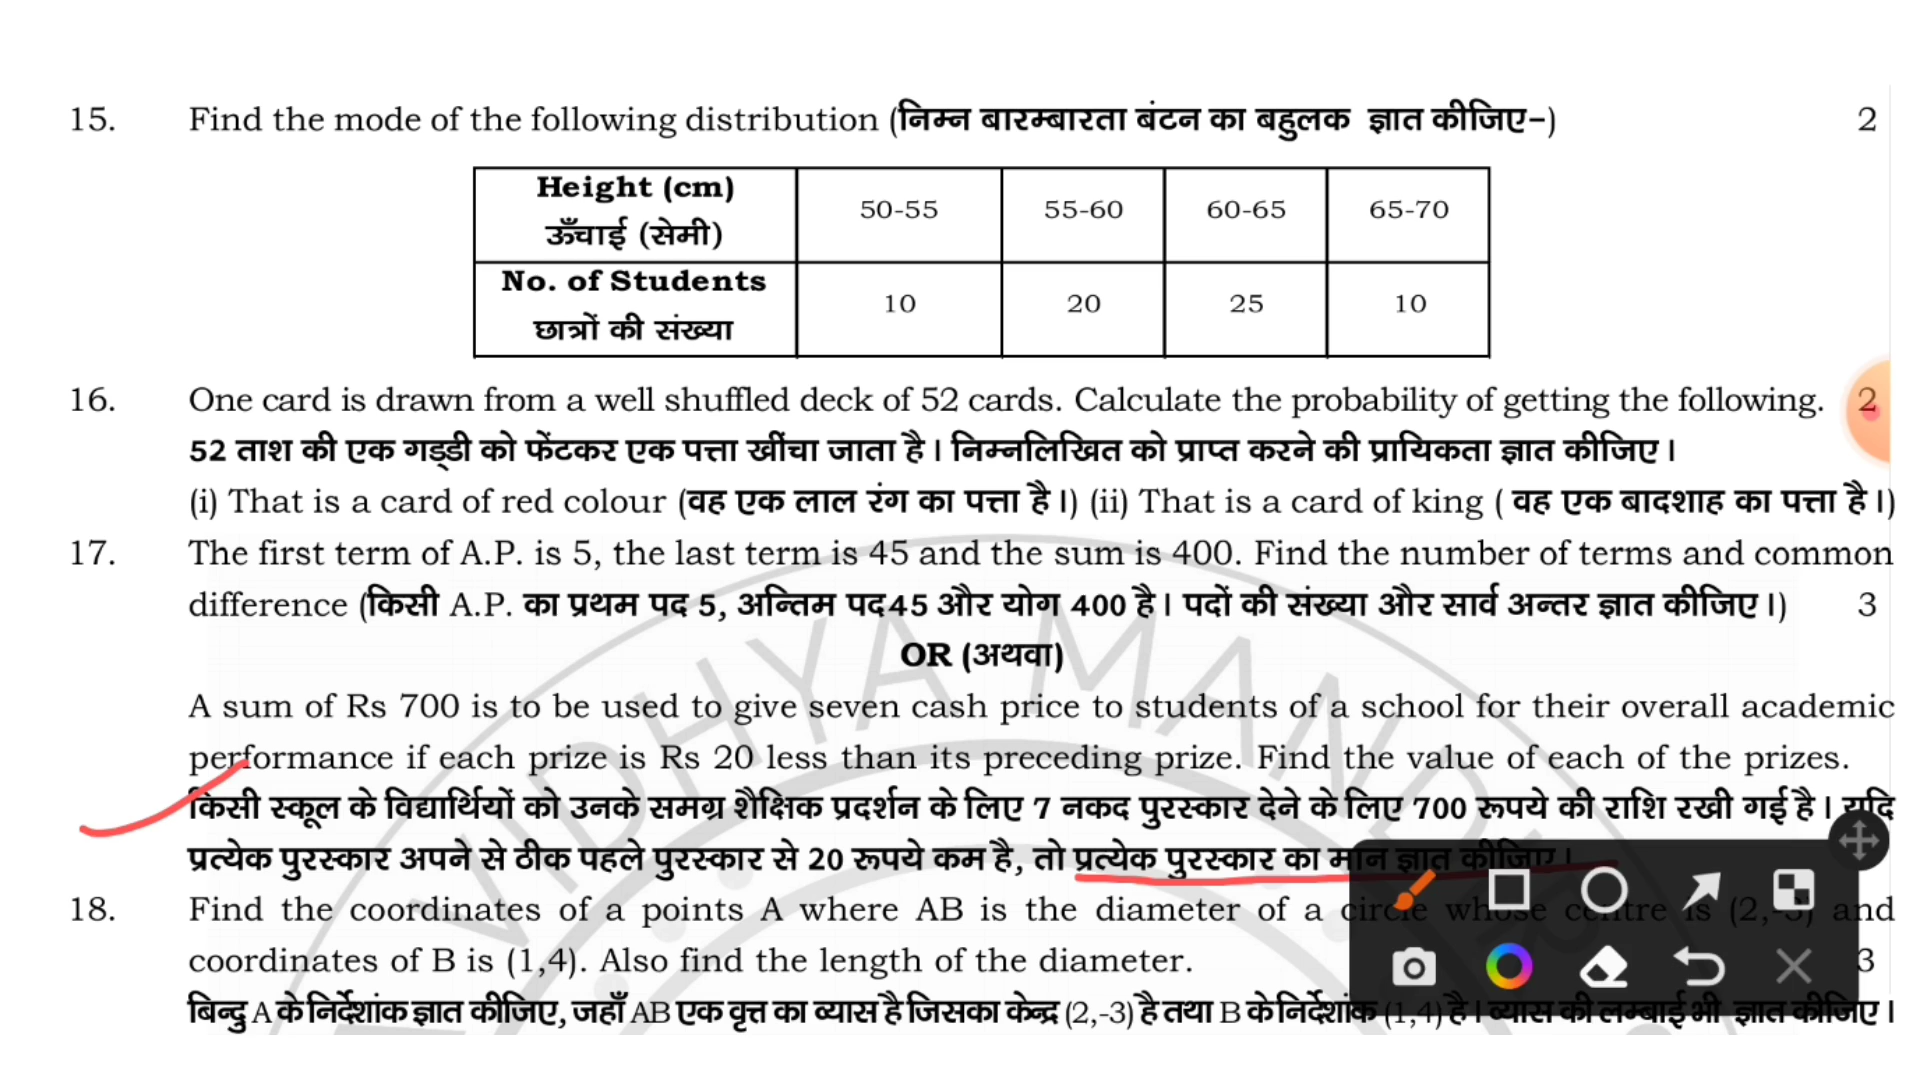 15. Find the mode of the following distribution (निम्न बारम्बारता बंटन का बहुलक ज्ञात कीजिए-) 2
Height (cm) 50-55 55-60 60-65 65-70
ऊँचाई (सेमी)
No. of Students 10 20 25 10
छात्रों की संख्या
16. One card is drawn from a well shuffled deck of 52 cards. Calculate the probability of getting the following. 2
52 ताश की एक गड्डी को फेंटकर एक पत्ता खींचा जाता है। निम्नलिखित को प्राप्त करने की प्रायिकता ज्ञात कीजिए।
(i) That is a card of red colour (वह एक लाल रंग का पत्ता है।) (ii) That is a card of king ( वह एक बादशाह का पत्ता है।)
17. The first term of A.P. is 5, the last term is 45 and the sum is 400. Find the number of terms and common
difference (किसी A.P. का प्रथम पद 5, अन्तिम पद45 और योग 400 है। पदों की संख्या और सार्व अन्तर ज्ञात कीजिए।) 3
OR (अथवा)
A sum of Rs 700 is to be used to give seven cash price to students of a school for their overall academic
performance if each prize is Rs 20 less than its preceding prize. Find the value of each of the prizes.
किसी स्कूल के विद्यार्थियों को उनके समग्र शैक्षिक प्रदर्शन के लिए 7 नकद पुरस्कार देने के लिए 700 रूपये की राशि रखी गई है। यदि
प्रत्येक पुरस्कार अपने से ठीक पहले पुरस्कार से 20 रूपये कम है, तो प्रत्येक पुरस्कार का मान ज्ञात कीजिए।
18. Find the coordinates of a points A where AB is the diameter of a circle whose centre is (2,-3) and
coordinates of B is (1,4). Also find the length of the diameter. 3
बिन्दु A के निर्देशांक ज्ञात कीजिए, जहाँ AB एक वृत्त का व्यास है जिसका केन्द्र (2,-3) है तथा B के निर्देशांक (1,4) है। व्यास की लम्बाई भी ज्ञात कीजिए।
VIDHYA MANDIR